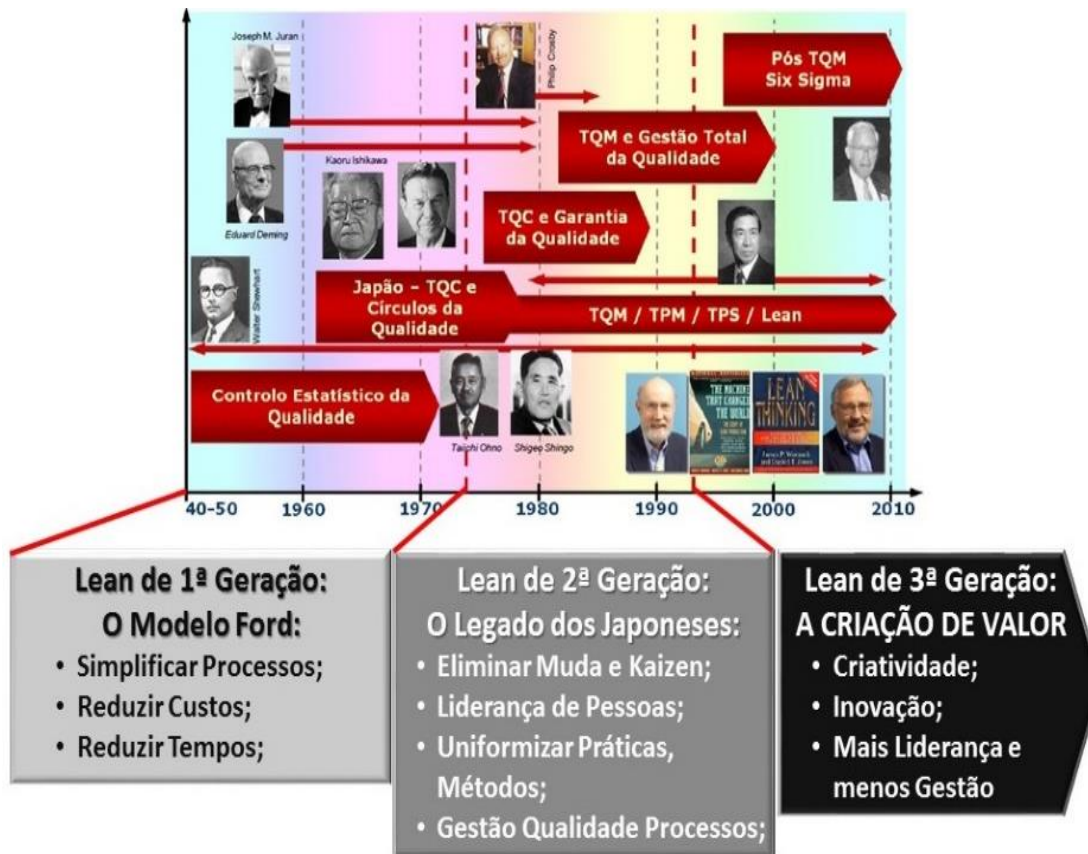 Joseph M. Juran
Philip Crosby
Pós TQM
Six Sigma
TQM e Gestão Total
da Qualidade
Kaoru Ishikawa
Eduard Deming
TQC e Garantia
da Qualidade
Walter Shewhart
Japão – TQC e
Círculos da
Qualidade
TQM / TPM / TPS / Lean
Controlo Estatístico da
Qualidade
Taiichi Ohno
Shigeo Shingo
THE MACHINE
THAT CHANGED
THE WORLD
LEAN
THINKING
James P. Womack
and Daniel T. Jones
40-50
1960
1970
1980
1990
2000
2010
Lean de 1ª Geração:
O Modelo Ford:
• Simplificar Processos;
• Reduzir Custos;
• Reduzir Tempos;
Lean de 2ª Geração:
O Legado dos Japoneses:
• Eliminar Muda e Kaizen;
• Liderança de Pessoas;
• Uniformizar Práticas,
Métodos;
• Gestão Qualidade Processos;
Lean de 3ª Geração:
A CRIAÇÃO DE VALOR
• Criatividade;
• Inovação;
• Mais Liderança e
menos Gestão